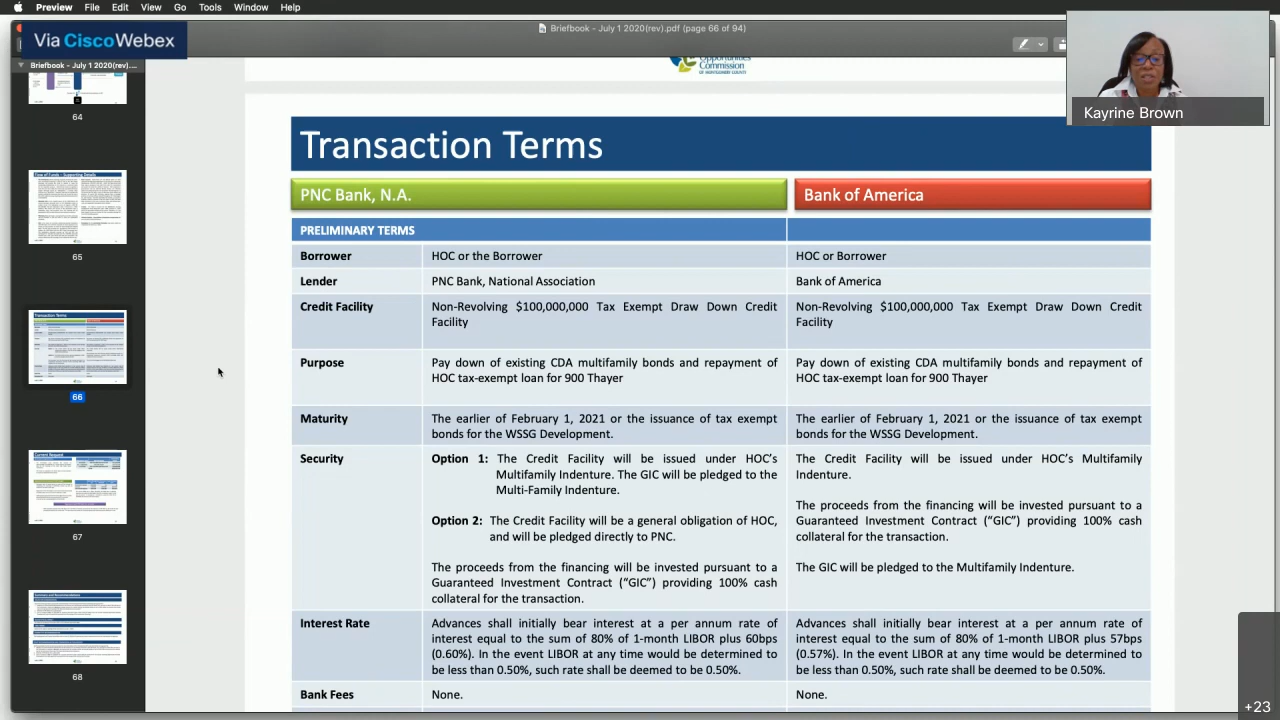 Preview File Edit View Go Tools Window Help
Via Cisco Webex
Briefbook - July 1 2020(rev).pdf (page 66 of 94)
Briefbook - July 1 2020(rev)....
Kayrine Brown
Opportunities
Commission
OF MONTGOMERY COUNTY
64
65
66
67
68
Transaction Terms
PNC Bank, N.A.
nk of America
PRELIMINARY TERMS
Borrower
HOC or the Borrower
HOC or Borrower
Lender
PNC Bank, National Association
Bank of America
Credit Facility
Non-Revolving $100,000,000 Tax Exempt Draw Down Credit
Facility
Non-Revolving $100,000,000 Tax Exempt Draw Down Credit
Facility
Purpose
Pay down of existing CDA multifamily bonds and repayment of
HOC tax-exempt loan for 900 Thayer
Pay down of existing CDA multifamily bonds and repayment of
HOC tax-exempt loan for 900 Thayer
Maturity
The earlier of February 1, 2021 or the issuance of tax exempt
bonds for the WSSG Development.
The earlier of February 1, 2021 or the issuance of tax exempt
bonds for the WSSG Development.
Security
Option 1: The Credit Facility will be issued under HOC's
Multifamily Indenture. The GIC will be pledged to the
Multi-Family Indenture.
Option 2: The Credit Facility will be a general obligation of HOC,
and will be pledged directly to PNC.
The proceeds from the financing will be invested pursuant to a
Guaranteed Investment Contract ("GIC") providing 100% cash
collateral for the transaction.
The Credit Facility will be issued under HOC's Multifamily
Indenture.
The proceeds from the financing will be invested pursuant to a
Guaranteed Investment Contract ("GIC") providing 100% cash
collateral for the transaction.
The GIC will be pledged to the Multifamily Indenture.
Interest Rate
Advances shall initially bear interest at a per annum rate of
interest equal to the sum of 80% of 1-month LIBOR plus 60bps
(0.60%). In the event LIBOR at any time would be determined to
be less than 0.50%, such rate shall be deemed to be 0.50%.
Advances shall initially bear interest at a per annum rate of
interest equal to the sum of 80% of 1-month LIBOR plus 57bps
(.57%). In the event LIBOR at any time would be determined to
be less than 0.50%, such rate shall be deemed to be 0.50%.
Bank Fees
None.
None.
+23